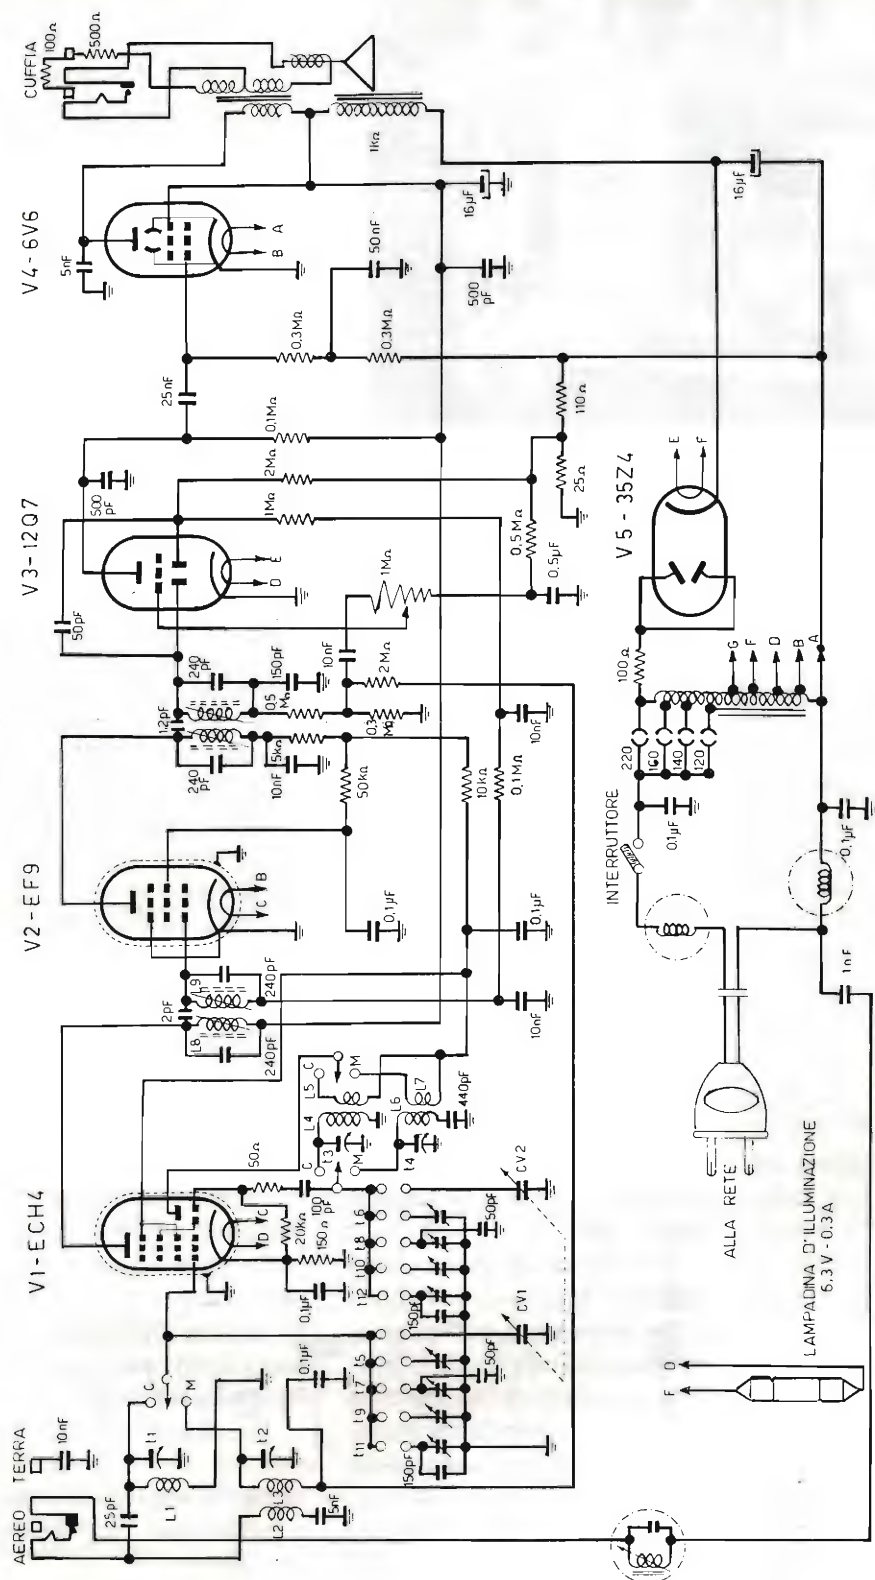 AEREO
TERRA
10nF
25pF
C
M
t1
L1
t2
L2
L3
5nF
0.1µF
V1-ECH4
D
C
50Ω
100
pF
20kΩ
150Ω
0.1µF
t12
t10
t8
t6
150pF
50pF
CV2
t11
t9
t7
t5
150pF
50pF
CV1
C
M
t3
t4
L4
L5
C
M
L6
L7
440pF
V2-EF9
C
B
L8
2pF
L9
240pF
240pF
10nF
0.1µF
0.1µF
50kΩ
10kΩ
0.1MΩ
10nF
V3-12Q7
D
E
50pF
500
pF
12pF
240
pF
240
pF
150pF
10nF
5kΩ
0.5
MΩ
0.3
MΩ
2MΩ
10nF
1MΩ
1MΩ
2MΩ
0.1MΩ
25nF
0.5MΩ
0.5µF
25Ω
110Ω
V4-6V6
B
A
5nF
0.3MΩ
0.3MΩ
50nF
500
pF
16µF
16µF
1kΩ
CUFFIA
100Ω
500Ω
V5-35Z4
E
F
100Ω
G
F
D
B
A
220
160
140
120
INTERRUTTORE
0.1µF
0.1µF
1nF
ALLA RETE
LAMPADINA D'ILLUMINAZIONE
6.3V-0.3A
F
D